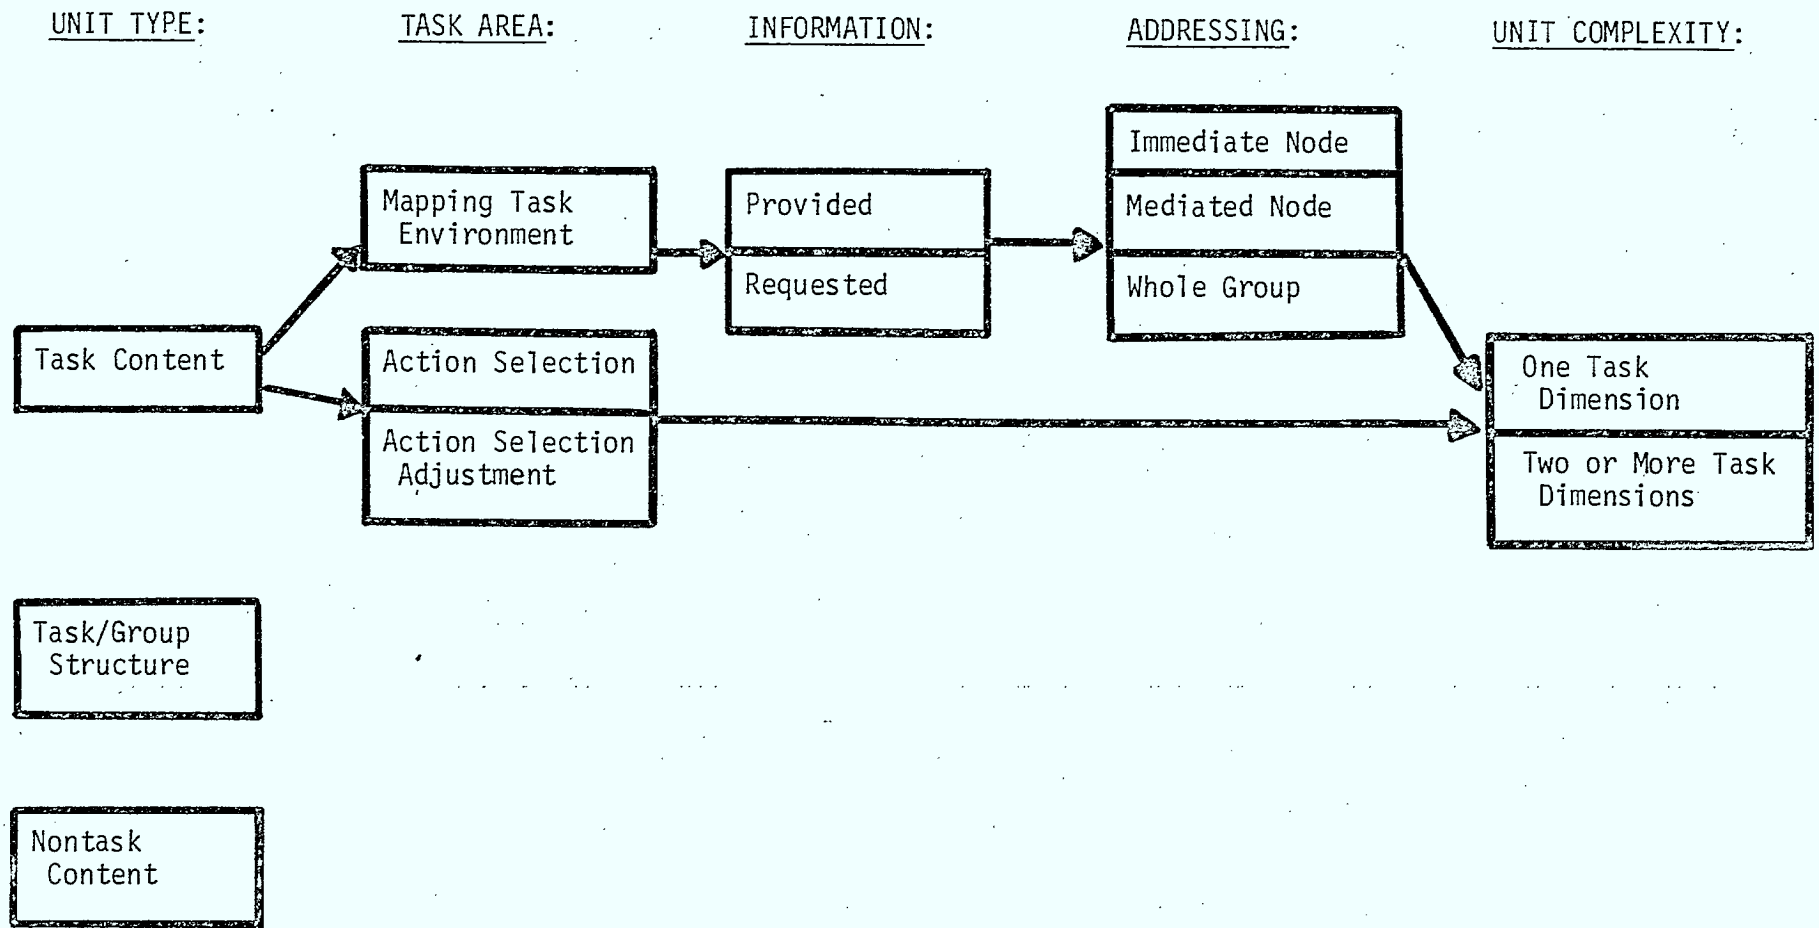 UNIT TYPE:
TASK AREA:
INFORMATION:
ADDRESSING:
UNIT COMPLEXITY:
Immediate Node
Mapping Task
Environment
Provided
Mediated Node
Requested
Whole Group
Task Content
Action Selection
One Task
Dimension
Action Selection
Adjustment
Two or More Task
Dimensions
Task/Group
Structure
Nontask
Content